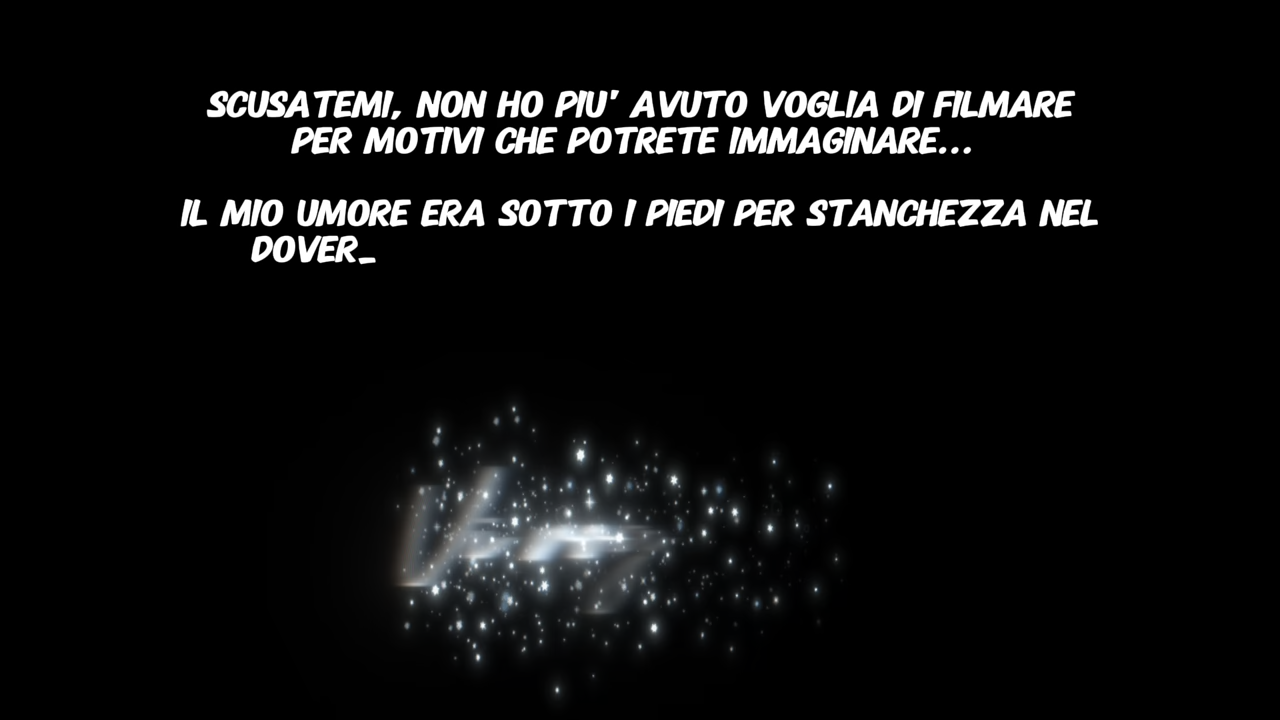 SCUSATEMI, NON HO PIU' AVUTO VOGLIA DI FILMARE
PER MOTIVI CHE POTRETE IMMAGINARE...
IL MIO UMORE ERA SOTTO I PIEDI PER STANCHEZZA NEL
DOVER_